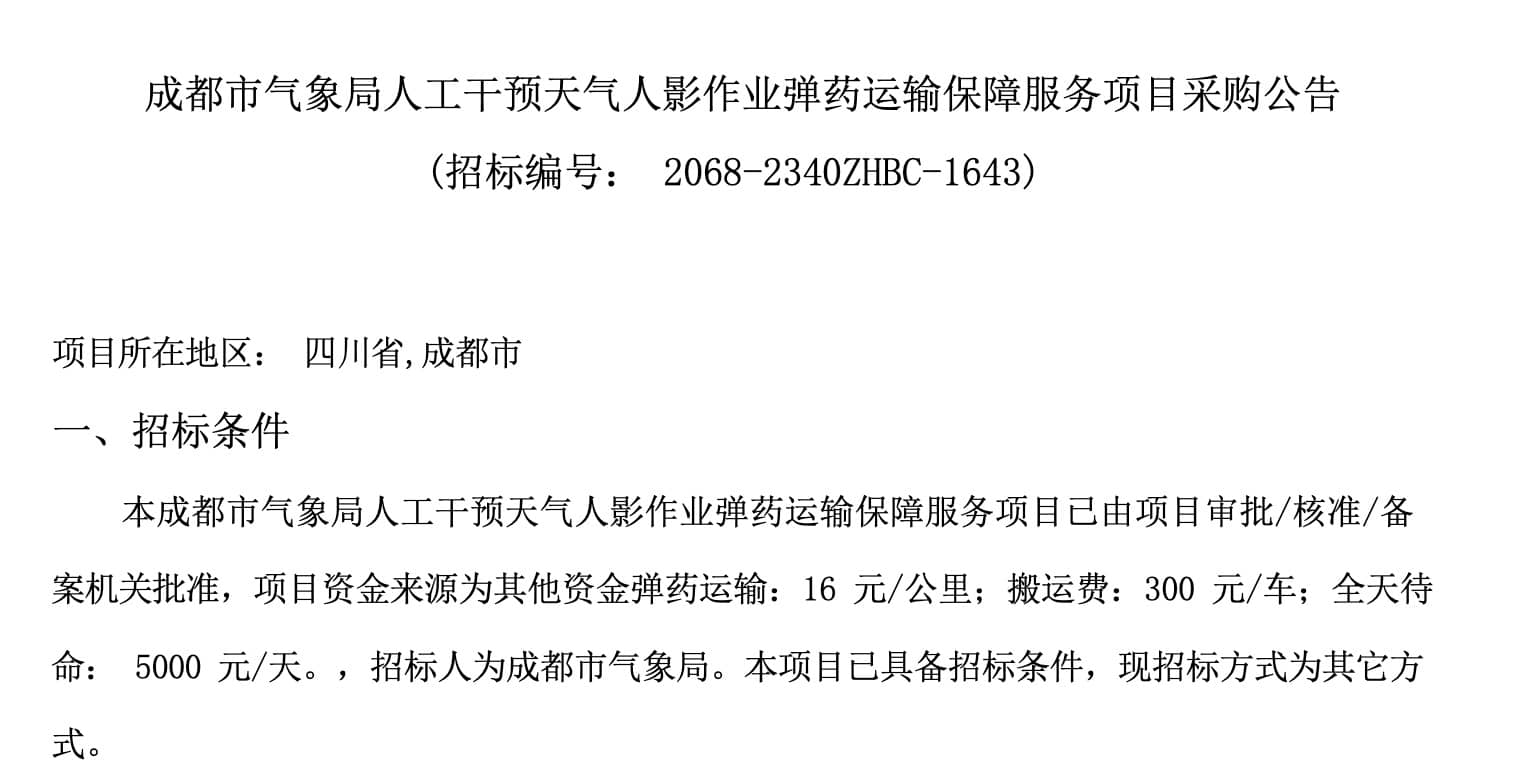 成都市气象局人工干预天气人影作业弹药运输保障服务项目采购公告
(招标编号： 2068-2340ZHBC-1643)
项目所在地区： 四川省,成都市
一、招标条件
本成都市气象局人工干预天气人影作业弹药运输保障服务项目已由项目审批/核准/备
案机关批准，项目资金来源为其他资金弹药运输：16 元/公里；搬运费：300 元/车；全天待
命： 5000 元/天。，招标人为成都市气象局。本项目已具备招标条件，现招标方式为其它方
式。